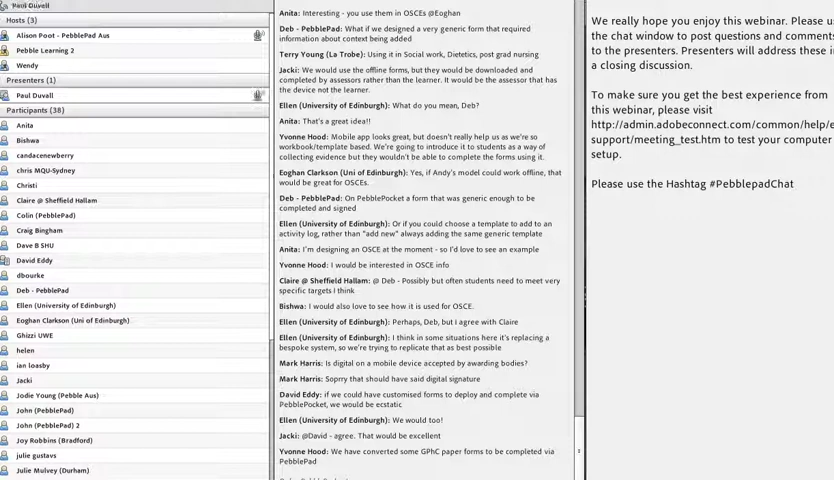 Paul Duvall
Hosts (3)
Alison Poot - PebblePad Aus
Pebble Learning 2
Wendy
Presenters (1)
Paul Duvall
Participants (38)
Anita
Bishwa
candacenewberry
chris MQU-Sydney
Christi
Claire @ Sheffield Hallam
Colin (PebblePad)
Craig Bingham
Dave B SHU
David Eddy
dbourke
Deb - PebblePad
Ellen (University of Edinburgh)
Eoghan Clarkson (Uni of Edinburgh)
Ghizzi UWE
helen
ian loasby
Jacki
Jodie Young (Pebble Aus)
John (PebblePad)
John (PebblePad) 2
Joy Robbins (Bradford)
julie gustavs
Julie Mulvey (Durham)
Anita: Interesting - you use them in OSCEs @Eoghan
Deb - PebblePad: What if we designed a very generic form that required
information about context being added
Terry Young (La Trobe): Using it in Social work, Dietetics, post grad nursing
Jacki: We would use the offline forms, but they would be downloaded and
completed by assessors rather than the learner. It would be the assessor that has
the device not the learner.
Ellen (University of Edinburgh): What do you mean, Deb?
Anita: That's a great idea!!
Yvonne Hood: Mobile app looks great, but doesn't really help us as we're so
workbook/template based. We're going to introduce it to students as a way of
collecting evidence but they wouldn't be able to complete the forms using it.
Eoghan Clarkson (Uni of Edinburgh): Yes, if Andy's model could work offline, that
would be great for OSCEs.
Deb - PebblePad: On PebblePocket a form that was generic enough to be
completed and signed
Ellen (University of Edinburgh): Or if you could choose a template to add to an
activity log, rather than "add new" always adding the same generic template
Anita: I'm designing an OSCE at the moment - so I'd love to see an example
Yvonne Hood: I would be interested in OSCE info
Claire @ Sheffield Hallam: @ Deb - Possibly but often students need to meet very
specific targets I think
Bishwa: I would also love to see how it is used for OSCE.
Ellen (University of Edinburgh): Perhaps, Deb, but I agree with Claire
Ellen (University of Edinburgh): I think in some situations here it's replacing a
bespoke system, so we're trying to replicate that as best possible
Mark Harris: Is digital on a mobile device accepted by awarding bodies?
Mark Harris: Soprry that should have said digital signature
David Eddy: if we could have customised forms to deploy and complete via
PebblePocket, we would be ecstatic
Ellen (University of Edinburgh): We would too!
Jacki: @David - agree. That would be excellent
Yvonne Hood: We have converted some GPhC paper forms to be completed via
PebblePad
We really hope you enjoy this webinar. Please u
the chat window to post questions and comments
to the presenters. Presenters will address these i
a closing discussion.
To make sure you get the best experience from
this webinar, please visit
http://admin.adobeconnect.com/common/help/e
support/meeting_test.htm to test your computer
setup.
Please use the Hashtag #PebblepadChat